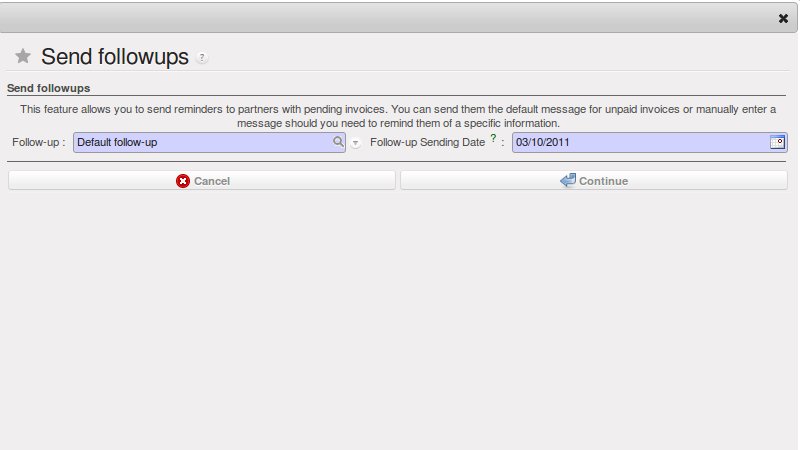 Send followups ?
Send followups
This feature allows you to send reminders to partners with pending invoices. You can send them the default message for unpaid invoices or manually enter a
message should you need to remind them of a specific information.
Follow-up : Default follow-up Follow-up Sending Date ? : 03/10/2011
Cancel Continue